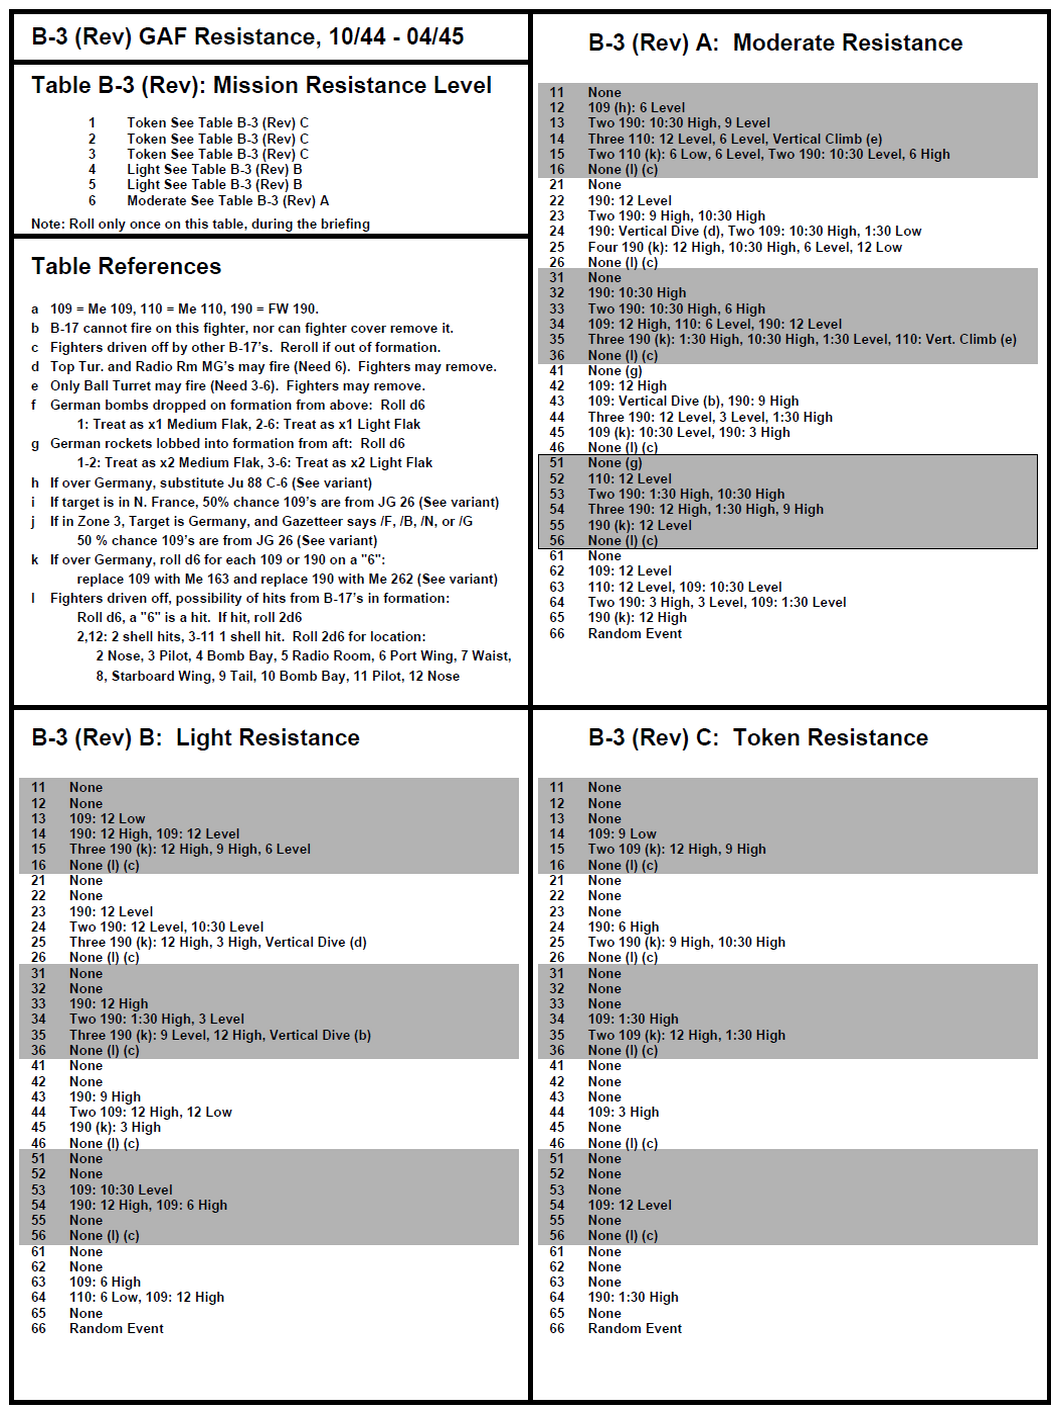 B-3 (Rev) GAF Resistance, 10/44 - 04/45
Table B-3 (Rev): Mission Resistance Level
1 Token See Table B-3 (Rev) C
2 Token See Table B-3 (Rev) C
3 Token See Table B-3 (Rev) C
4 Light See Table B-3 (Rev) B
5 Light See Table B-3 (Rev) B
6 Moderate See Table B-3 (Rev) A
Note: Roll only once on this table, during the briefing
Table References
a 109 = Me 109, 110 = Me 110, 190 = FW 190.
b B-17 cannot fire on this fighter, nor can fighter cover remove it.
c Fighters driven off by other B-17's. Reroll if out of formation.
d Top Tur. and Radio Rm MG's may fire (Need 6). Fighters may remove.
e Only Ball Turret may fire (Need 3-6). Fighters may remove.
f German bombs dropped on formation from above: Roll d6
1: Treat as x1 Medium Flak, 2-6: Treat as x1 Light Flak
g German rockets lobbed into formation from aft: Roll d6
1-2: Treat as x2 Medium Flak, 3-6: Treat as x2 Light Flak
h If over Germany, substitute Ju 88 C-6 (See variant)
i If target is in N. France, 50% chance 109's are from JG 26 (See variant)
j If in Zone 3, Target is Germany, and Gazetteer says /F, /B, /N, or /G
50 % chance 109's are from JG 26 (See variant)
k If over Germany, roll d6 for each 109 or 190 on a "6":
replace 109 with Me 163 and replace 190 with Me 262 (See variant)
l Fighters driven off, possibility of hits from B-17's in formation:
Roll d6, a "6" is a hit. If hit, roll 2d6
2,12: 2 shell hits, 3-11 1 shell hit. Roll 2d6 for location:
2 Nose, 3 Pilot, 4 Bomb Bay, 5 Radio Room, 6 Port Wing, 7 Waist,
8, Starboard Wing, 9 Tail, 10 Bomb Bay, 11 Pilot, 12 Nose
B-3 (Rev) A: Moderate Resistance
11 None
12 109 (h): 6 Level
13 Two 190: 10:30 High, 9 Level
14 Three 110: 12 Level, 6 Level, Vertical Climb (e)
15 Two 110 (k): 6 Low, 6 Level, Two 190: 10:30 Level, 6 High
16 None (l) (c)
21 None
22 190: 12 Level
23 Two 190: 9 High, 10:30 High
24 190: Vertical Dive (d), Two 109: 10:30 High, 1:30 Low
25 Four 190 (k): 12 High, 10:30 High, 6 Level, 12 Low
26 None (l) (c)
31 None
32 190: 10:30 High
33 Two 190: 10:30 High, 6 High
34 109: 12 High, 110: 6 Level, 190: 12 Level
35 Three 190 (k): 1:30 High, 10:30 High, 1:30 Level, 110: Vert. Climb (e)
36 None (l) (c)
41 None (g)
42 109: 12 High
43 109: Vertical Dive (b), 190: 9 High
44 Three 190: 12 Level, 3 Level, 1:30 High
45 109 (k): 10:30 Level, 190: 3 High
46 None (l) (c)
51 None (g)
52 110: 12 Level
53 Two 190: 1:30 High, 10:30 High
54 Three 190: 12 High, 1:30 High, 9 High
55 190 (k): 12 Level
56 None (l) (c)
61 None
62 109: 12 Level
63 110: 12 Level, 109: 10:30 Level
64 Two 190: 3 High, 3 Level, 109: 1:30 Level
65 190 (k): 12 High
66 Random Event
B-3 (Rev) B: Light Resistance
11 None
12 None
13 109: 12 Low
14 190: 12 High, 109: 12 Level
15 Three 190 (k): 12 High, 9 High, 6 Level
16 None (l) (c)
21 None
22 None
23 190: 12 Level
24 Two 190: 12 Level, 10:30 Level
25 Three 190 (k): 12 High, 3 High, Vertical Dive (d)
26 None (l) (c)
31 None
32 None
33 190: 12 High
34 Two 190: 1:30 High, 3 Level
35 Three 190 (k): 9 Level, 12 High, Vertical Dive (b)
36 None (l) (c)
41 None
42 None
43 190: 9 High
44 Two 109: 12 High, 12 Low
45 190 (k): 3 High
46 None (l) (c)
51 None
52 None
53 109: 10:30 Level
54 190: 12 High, 109: 6 High
55 None
56 None (l) (c)
61 None
62 None
63 109: 6 High
64 110: 6 Low, 109: 12 High
65 None
66 Random Event
B-3 (Rev) C: Token Resistance
11 None
12 None
13 None
14 109: 9 Low
15 Two 109 (k): 12 High, 9 High
16 None (l) (c)
21 None
22 None
23 None
24 190: 6 High
25 Two 190 (k): 9 High, 10:30 High
26 None (l) (c)
31 None
32 None
33 None
34 109: 1:30 High
35 Two 109 (k): 12 High, 1:30 High
36 None (l) (c)
41 None
42 None
43 None
44 109: 3 High
45 None
46 None (l) (c)
51 None
52 None
53 None
54 109: 12 Level
55 None
56 None (l) (c)
61 None
62 None
63 None
64 190: 1:30 High
65 None
66 Random Event